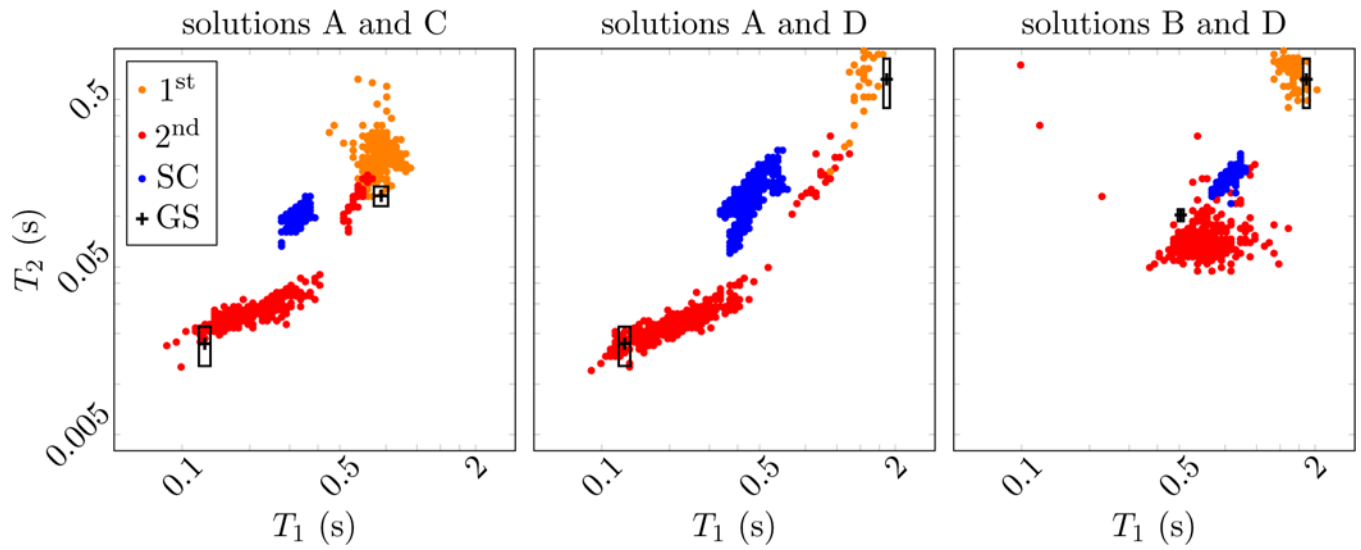 solutions A and C
solutions A and D
solutions B and D
1st
2nd
SC
GS
T2 (s)
0.5
0.05
0.005
0.1
0.5
2
0.1
0.5
2
0.1
0.5
2
T1 (s)
T1 (s)
T1 (s)